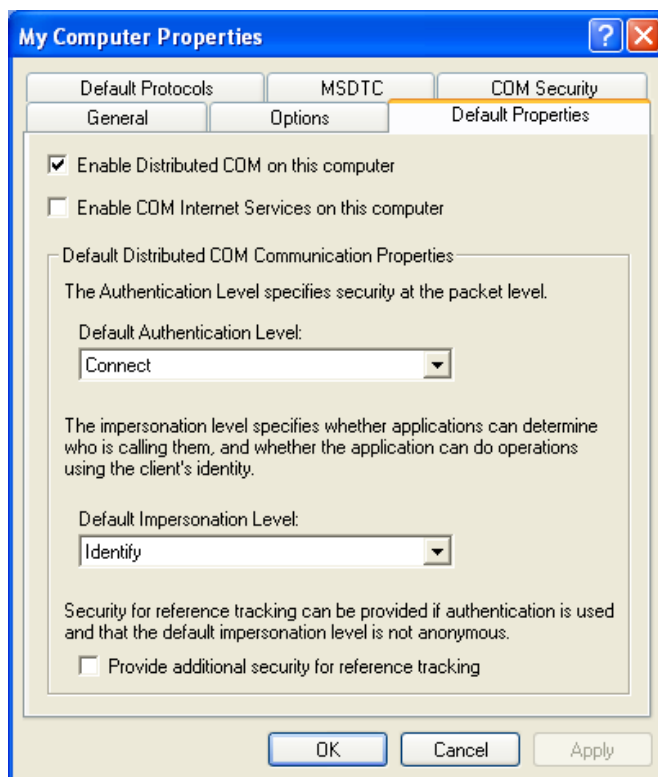 My Computer Properties
Default Protocols
MSDTC
COM Security
General
Options
Default Properties
Enable Distributed COM on this computer
Enable COM Internet Services on this computer
Default Distributed COM Communication Properties
The Authentication Level specifies security at the packet level.
Default Authentication Level:
Connect
The impersonation level specifies whether applications can determine
who is calling them, and whether the application can do operations
using the client's identity.
Default Impersonation Level:
Identify
Security for reference tracking can be provided if authentication is used
and that the default impersonation level is not anonymous.
Provide additional security for reference tracking
OK
Cancel
Apply